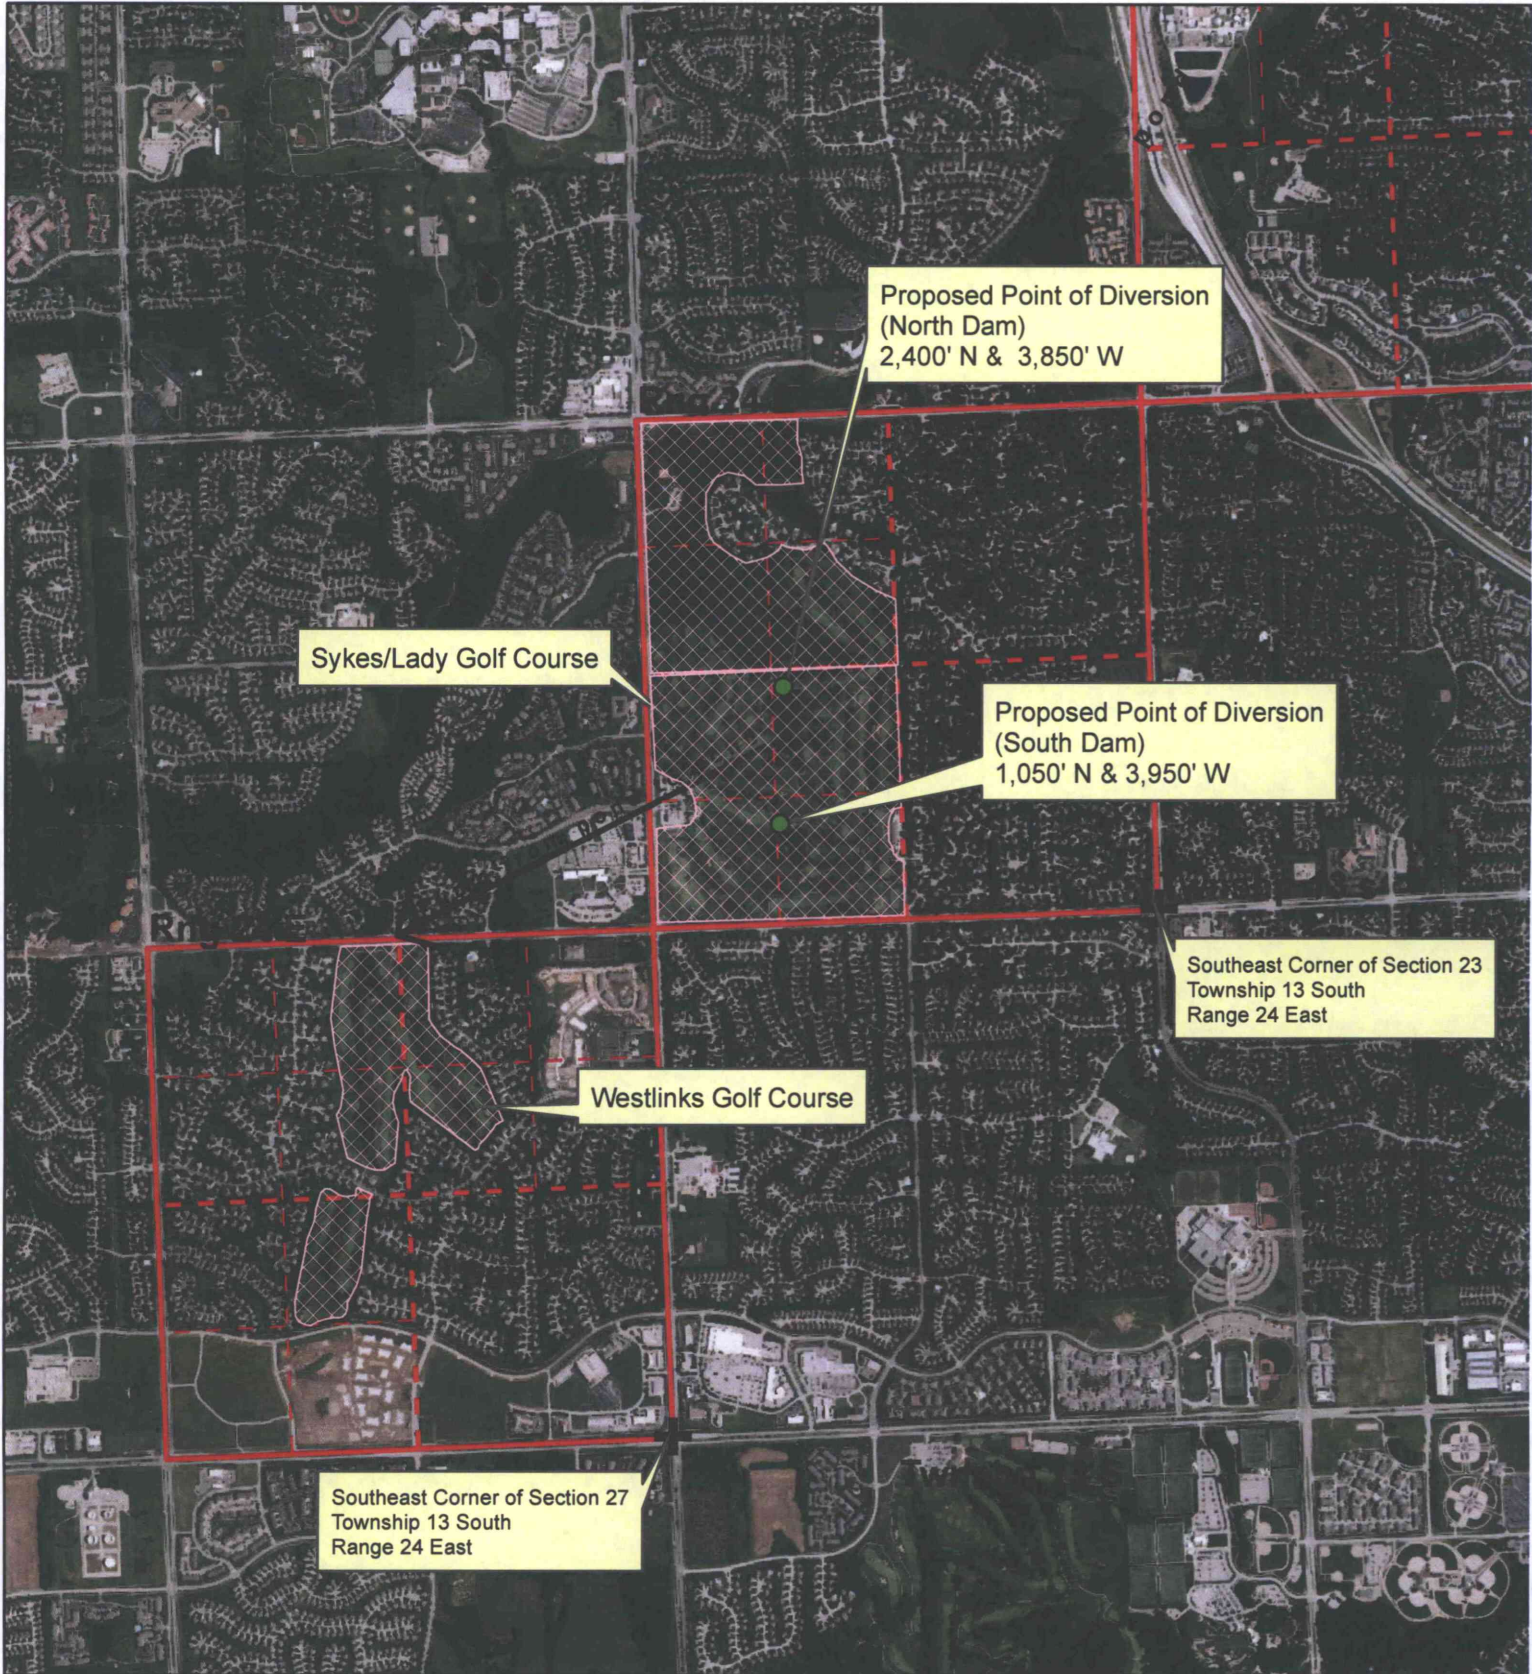 Proposed Point of Diversion
(North Dam)
2,400' N & 3,850' W
Sykes/Lady Golf Course
Proposed Point of Diversion
(South Dam)
1,050' N & 3,950' W
Southeast Corner of Section 23
Township 13 South
Range 24 East
Westlinks Golf Course
Southeast Corner of Section 27
Township 13 South
Range 24 East